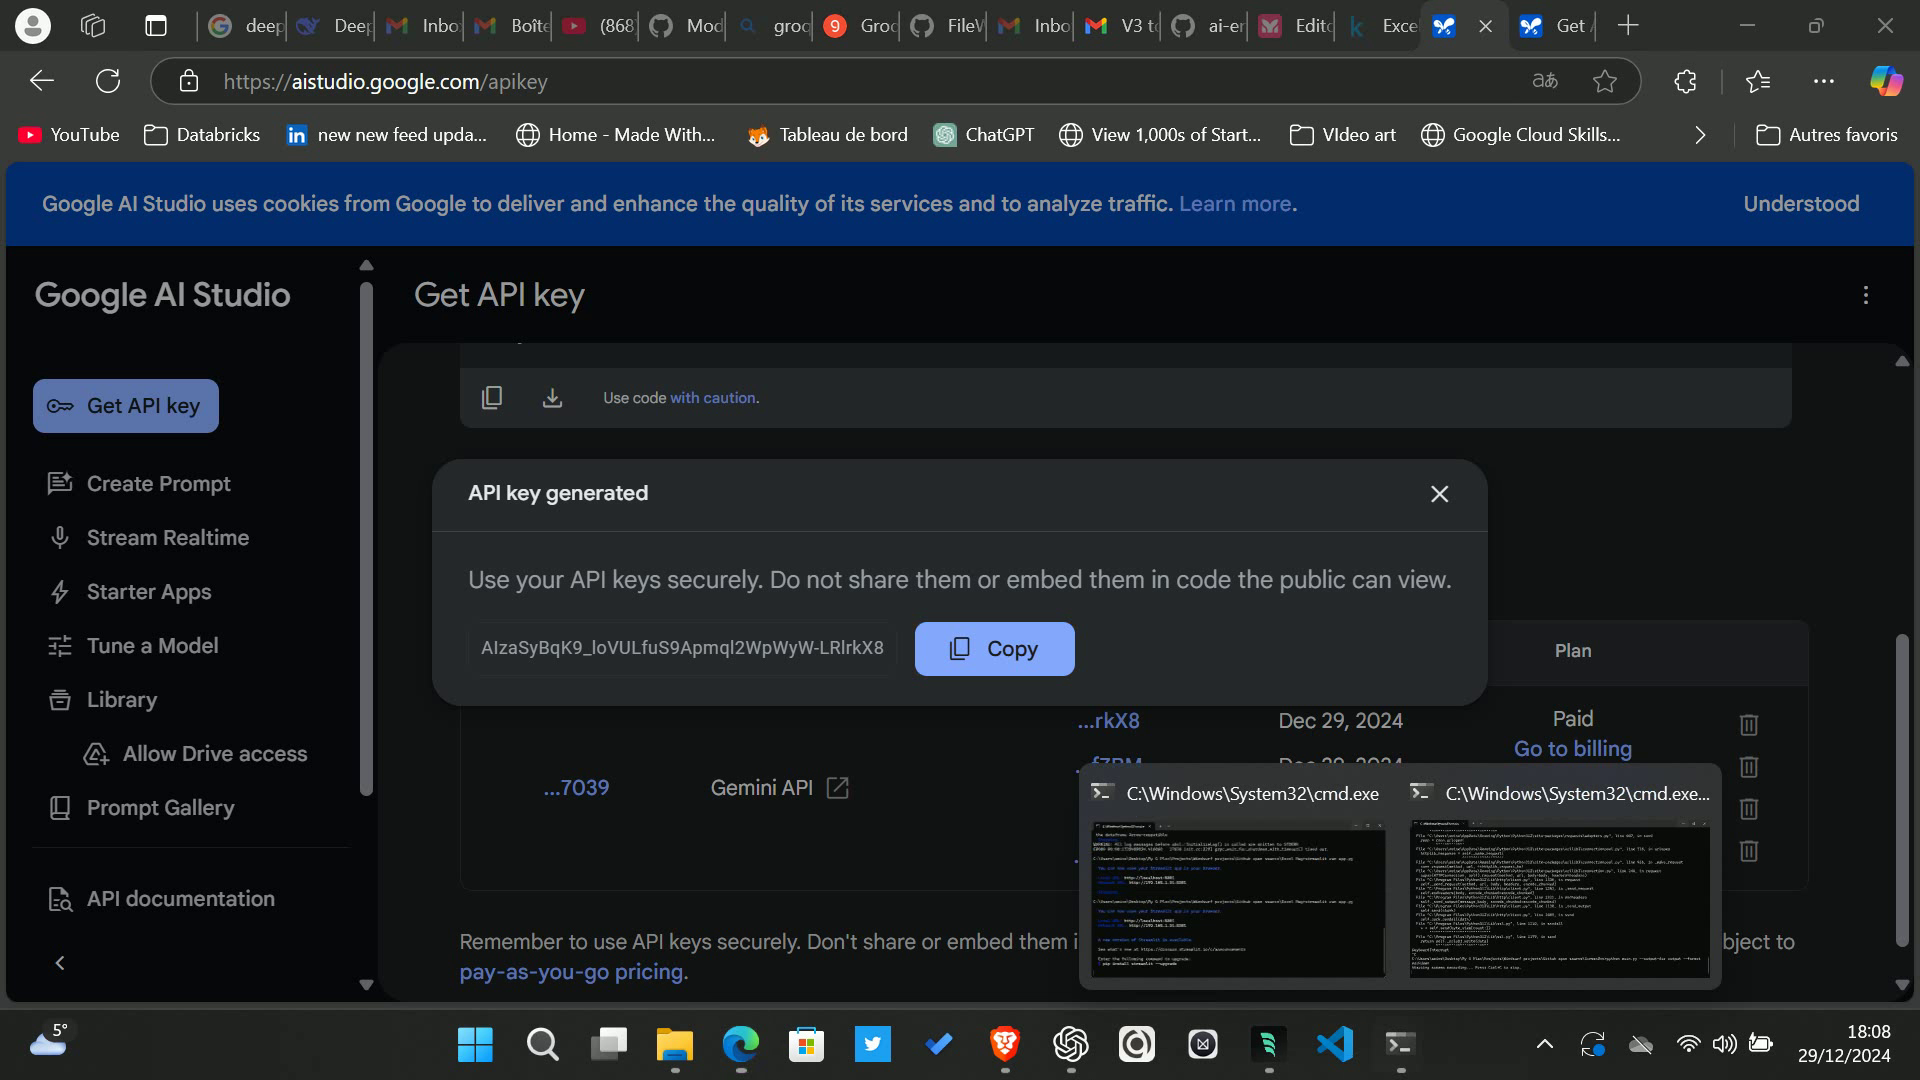 deep
Deep
Inbo
Boîte
(868)
Mod
groq
Groc
FileV
Inbo
V3 to
ai-er
Edito
Exce
Get
https://aistudio.google.com/apikey
YouTube
Databricks
new new feed upda...
Home - Made With...
Tableau de bord
ChatGPT
View 1,000s of Start...
VIdeo art
Google Cloud Skills...
Autres favoris
Google AI Studio uses cookies from Google to deliver and enhance the quality of its services and to analyze traffic. Learn more.
Understood
Google AI Studio
Get API key
Get API key
Create Prompt
Stream Realtime
Starter Apps
Tune a Model
Library
Allow Drive access
Prompt Gallery
API documentation
Use code with caution.
API key generated
Use your API keys securely. Do not share them or embed them in code the public can view.
AIzaSyBqK9_loVULfuS9Apmql2WpWyW-LRlrkX8
Copy
Plan
...rkX8
Dec 29, 2024
Paid
Go to billing
...7039
Gemini API
C:\Windows\System32\cmd.exe
C:\Windows\System32\cmd.exe...
Remember to use API keys securely. Don't share or embed them i
bject to
pay-as-you-go pricing.
5°
18:08
29/12/2024